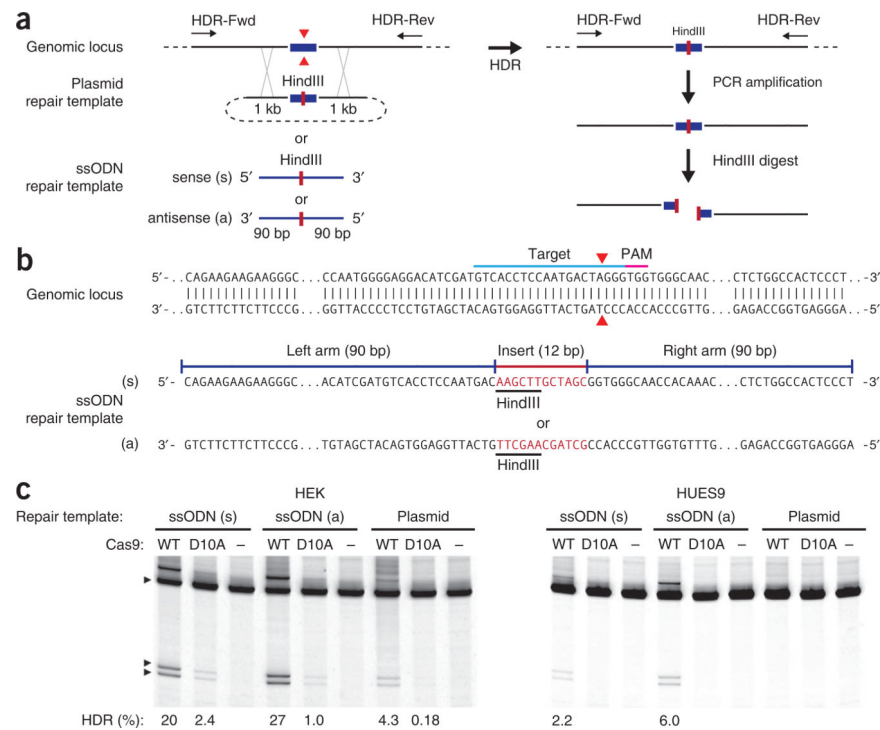 a
HDR-Fwd HDR-Rev HDR-Fwd HDR-Rev
Genomic locus HindIII
HDR
Plasmid
repair template HindIII PCR amplification
1 kb 1 kb
or
HindIII HindIII digest
ssODN
repair template sense (s) 5′ 3′
or
antisense (a) 3′ 5′
90 bp 90 bp
b
Target PAM
5′- ..CAGAAGAAGAAGGGC...CCAATGGGGAGGACATCGATGTCACCTCCAATGACTAGGGTGGTGGGCAAC...CTCTGGCCACTCCCT.. -3′
Genomic locus
3′- ..GTCTTCTTCTTCCCG...GGTTACCCCTCCTGTAGCTACAGTGGAGGTTACTGATCCCACCACCCGTTG...GAGACCGGTGAGGGA.. -5′
Left arm (90 bp) Insert (12 bp) Right arm (90 bp)
(s) 5′- CAGAAGAAGAAGGGC...ACATCGATGTCACCTCCAATGACAAGCTTGCTAGCGGTGGGCAACCACAAAC...CTCTGGCCACTCCCT -3′
HindIII
ssODN
repair template or
(a) 3′- GTCTTCTTCTTCCCG...TGTAGCTACAGTGGAGGTTACTGTTCGAACGATCGCCACCCGTTGGTGTTTG...GAGACCGGTGAGGGA -5′
HindIII
c
HEK HUES9
Repair template: ssODN (s) ssODN (a) Plasmid ssODN (s) ssODN (a) Plasmid
Cas9: WT D10A – WT D10A – WT D10A – WT D10A – WT D10A – WT D10A –
HDR (%): 20 2.4 27 1.0 4.3 0.18 2.2 6.0